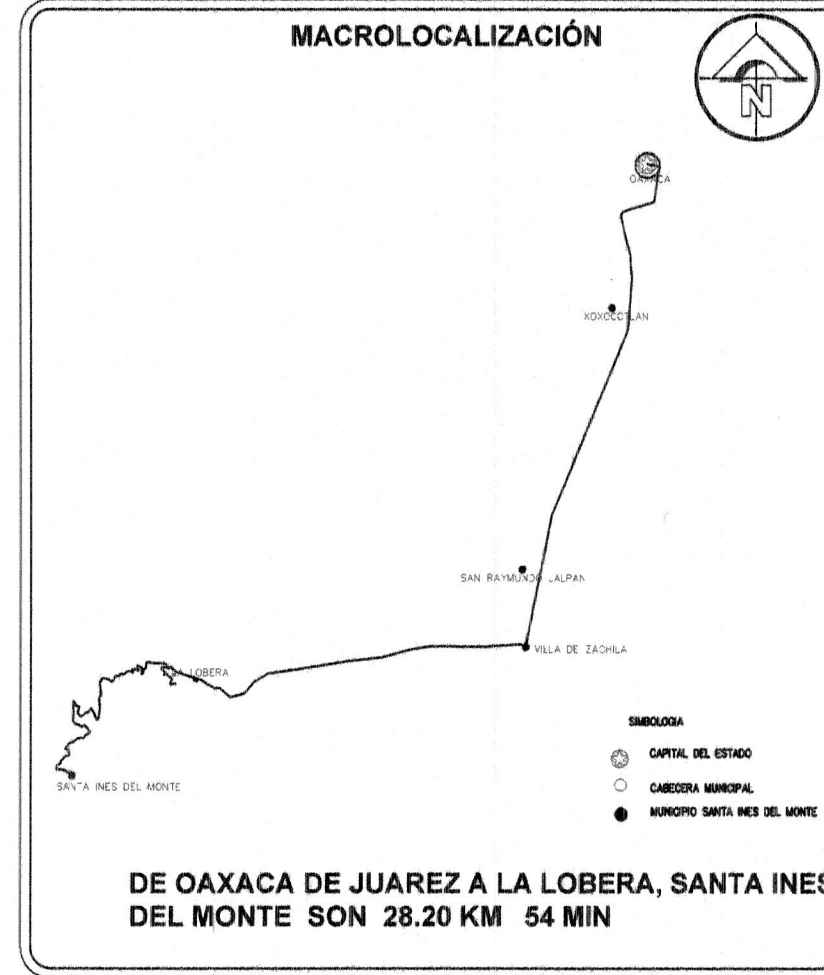 MACROLOCALIZACIÓN
N
OAXACA
XOXOCOTLAN
SAN RAYMUNDO JALPAN
VILLA DE ZACHILA
LA LOBERA
SANTA INES DEL MONTE
SIMBOLOGIA
CAPITAL DEL ESTADO
CABECERA MUNICIPAL
MUNICIPIO SANTA INES DEL MONTE
DE OAXACA DE JUAREZ A LA LOBERA, SANTA INES
DEL MONTE SON 28.20 KM 54 MIN